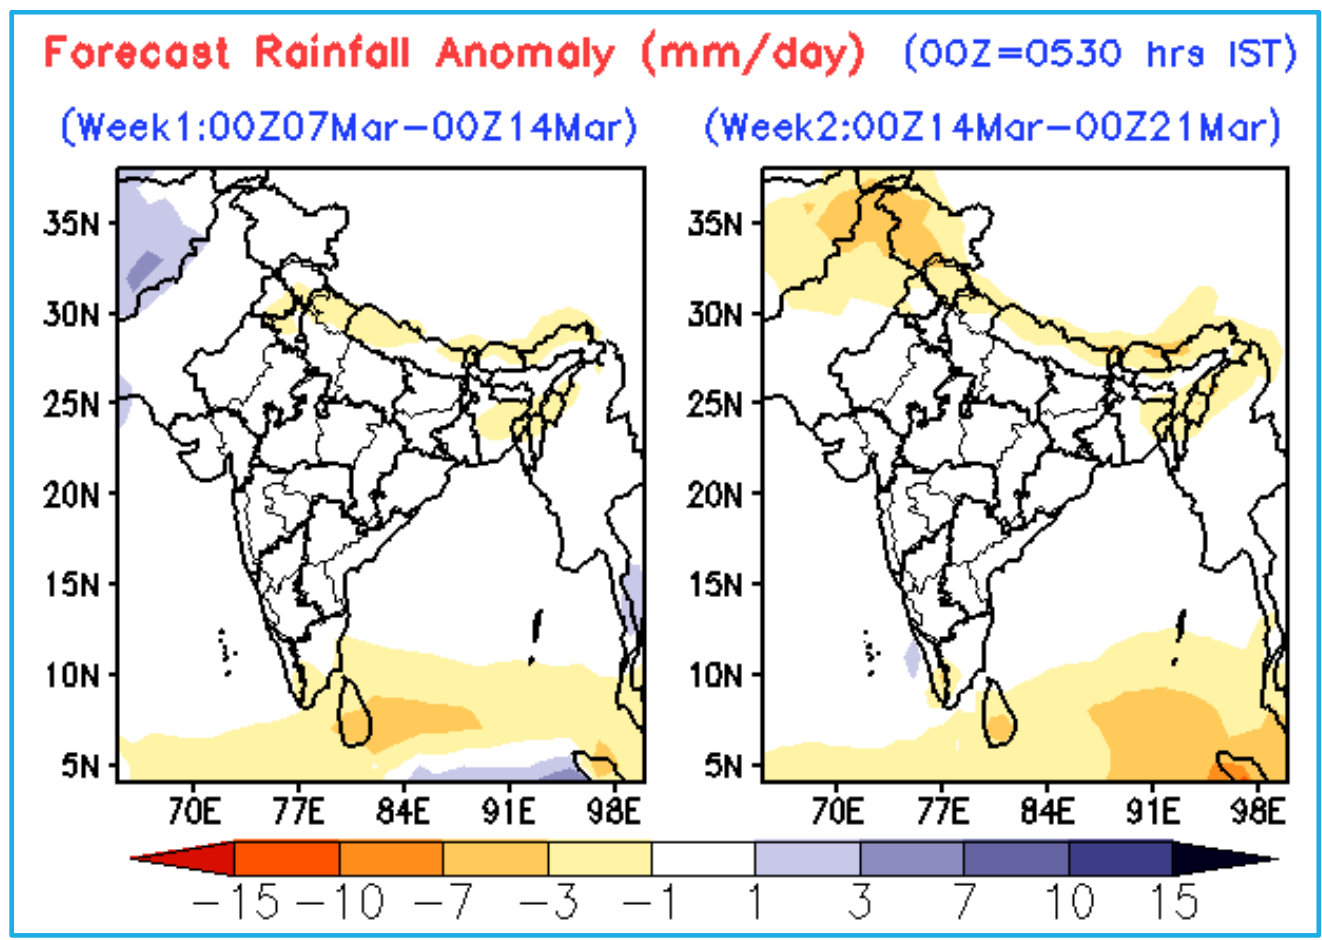 Forecast Rainfall Anomaly (mm/day) (00Z=0530 hrs IST)
(Week1:00Z07Mar-00Z14Mar) (Week2:00Z14Mar-00Z21Mar)
35N 35N
30N 30N
25N 25N
20N 20N
15N 15N
10N 10N
5N 5N
70E 77E 84E 91E 98E 70E 77E 84E 91E 98E
-15 -10 -7 -3 -1 1 3 7 10 15